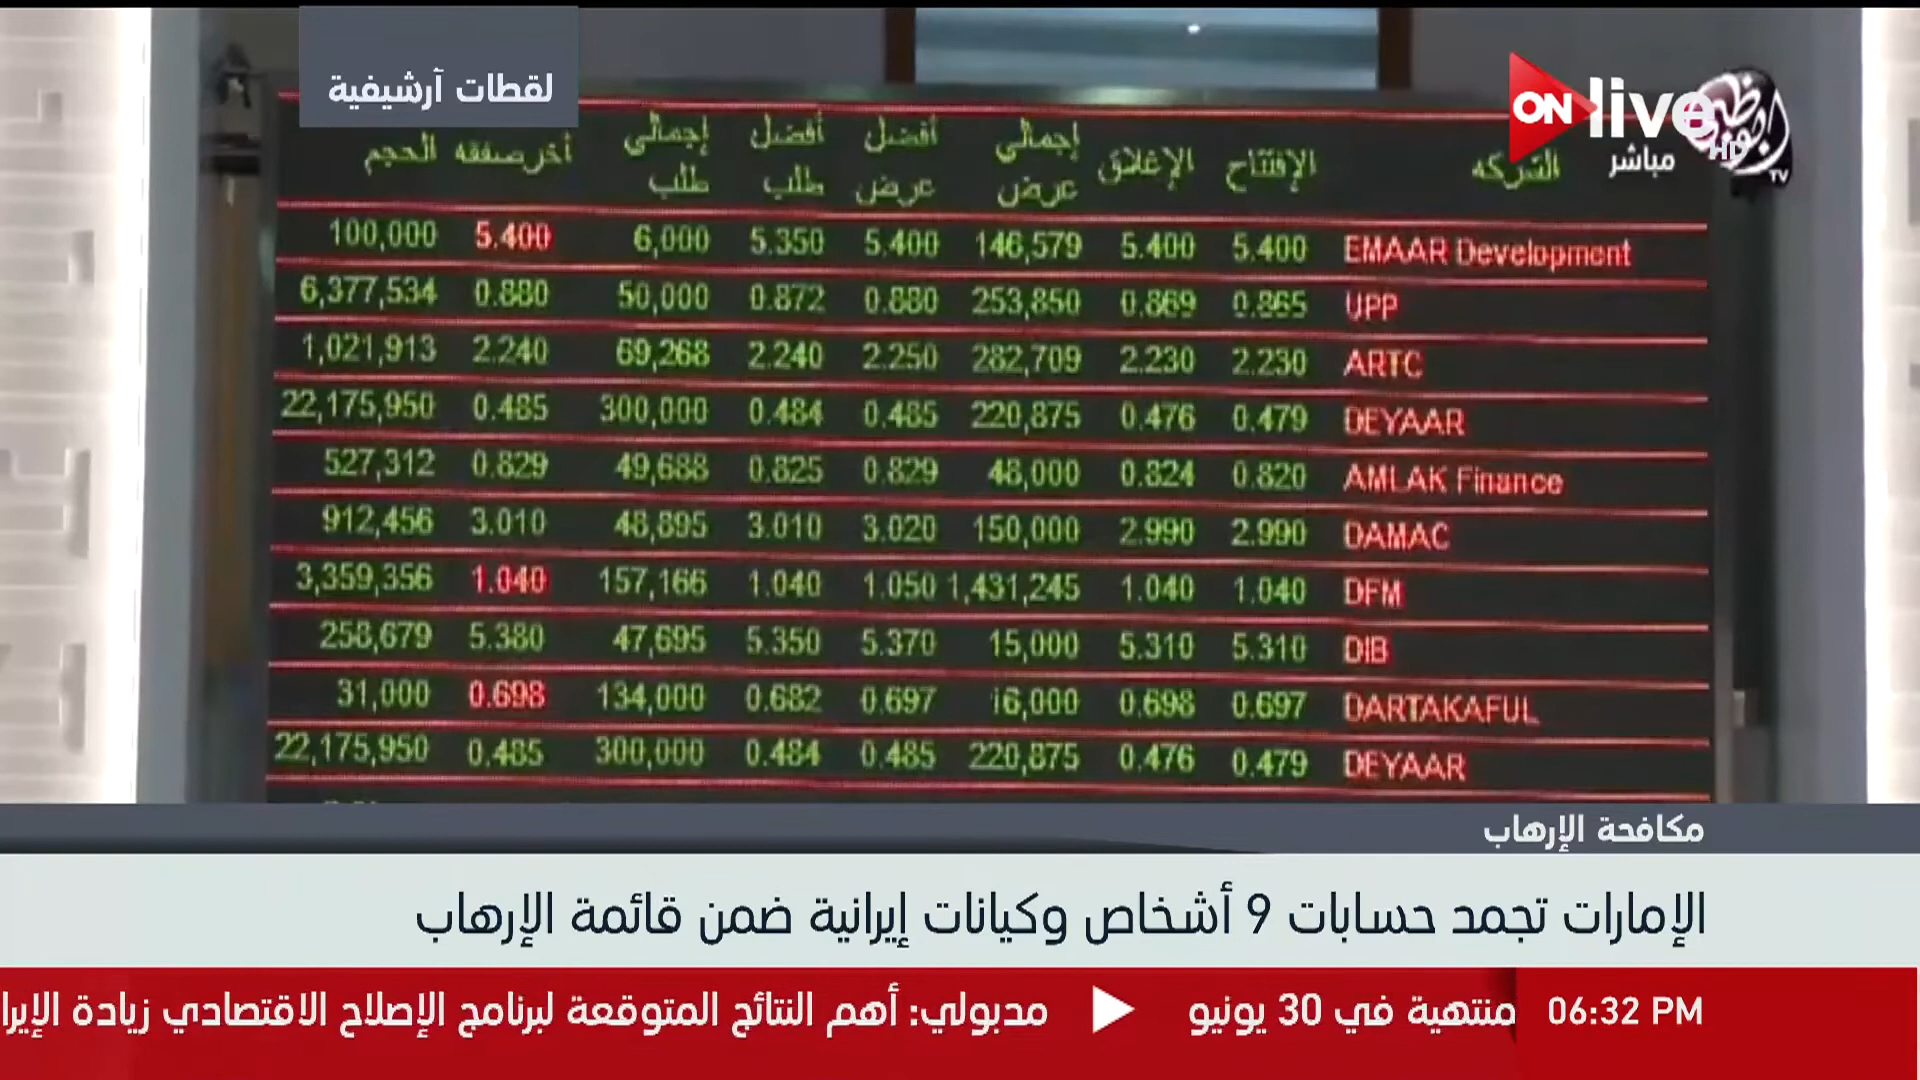 لقطات آرشيفية
ON live
مباشر
HD
ابوظبي
TV
الشركه الإفتتاح الإغلاق إجمالي عرض أفضل عرض أفضل طلب إجمالي طلب أخر صفقه الحجم
EMAAR Development 5.400 5.400 146,579 5.400 5.350 6,000 5.400 100,000
UPP 0.865 0.869 253,850 0.880 0.872 50,000 0.880 6,377,534
ARTC 2.230 2.230 282,709 2.250 2.240 69,268 2.240 1,021,913
DEYAAR 0.479 0.476 220,875 0.485 0.484 300,000 0.485 22,175,950
AMLAK Finance 0.820 0.824 48,000 0.829 0.825 49,688 0.829 527,312
DAMAC 2.990 2.990 150,000 3.020 3.010 48,895 3.010 912,456
DFM 1.040 1.040 1,431,245 1.050 1.040 157,166 1.040 3,359,356
DIB 5.310 5.310 15,000 5.370 5.350 47,695 5.380 258,679
DARTAKAFUL 0.697 0.698 16,000 0.697 0.682 134,000 0.698 31,000
DEYAAR 0.479 0.476 220,875 0.485 0.484 300,000 0.485 22,175,950
مكافحة الإرهاب
الإمارات تجمد حسابات 9 أشخاص وكيانات إيرانية ضمن قائمة الإرهاب
06:32 PM
منتهية في 30 يونيو
مدبولي: أهم النتائج المتوقعة لبرنامج الإصلاح الاقتصادي زيادة